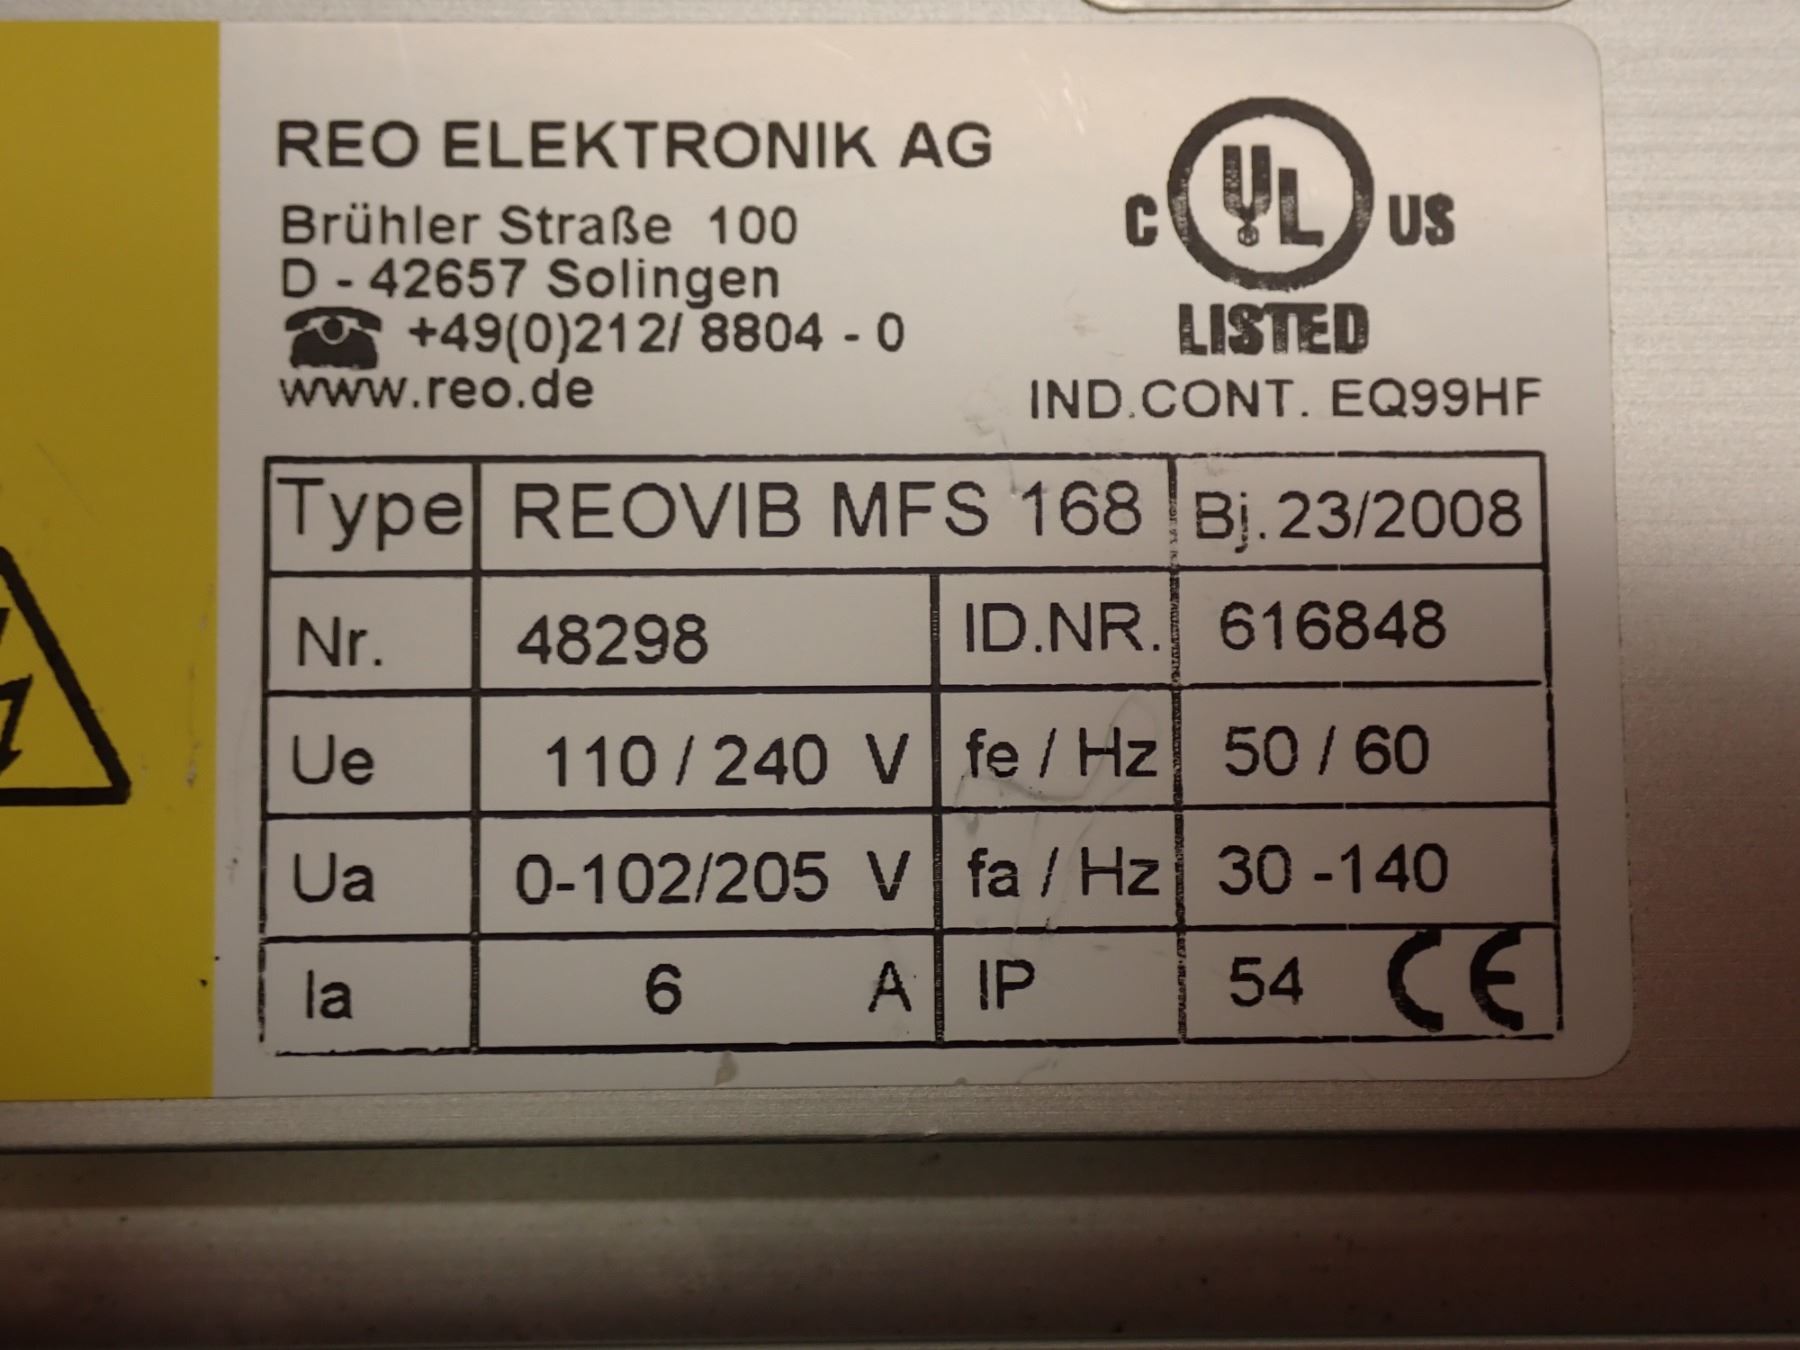 REO ELEKTRONIK AG
Brühler Straße 100
D - 42657 Solingen
+49(0)212/ 8804 - 0
www.reo.de
C UL US
LISTED
IND.CONT. EQ99HF
Type REOVIB MFS 168 Bj.23/2008
Nr. 48298 ID.NR. 616848
Ue 110 / 240 V fe / Hz 50 / 60
Ua 0-102/205 V fa / Hz 30 -140
Ia 6 A IP 54 CE